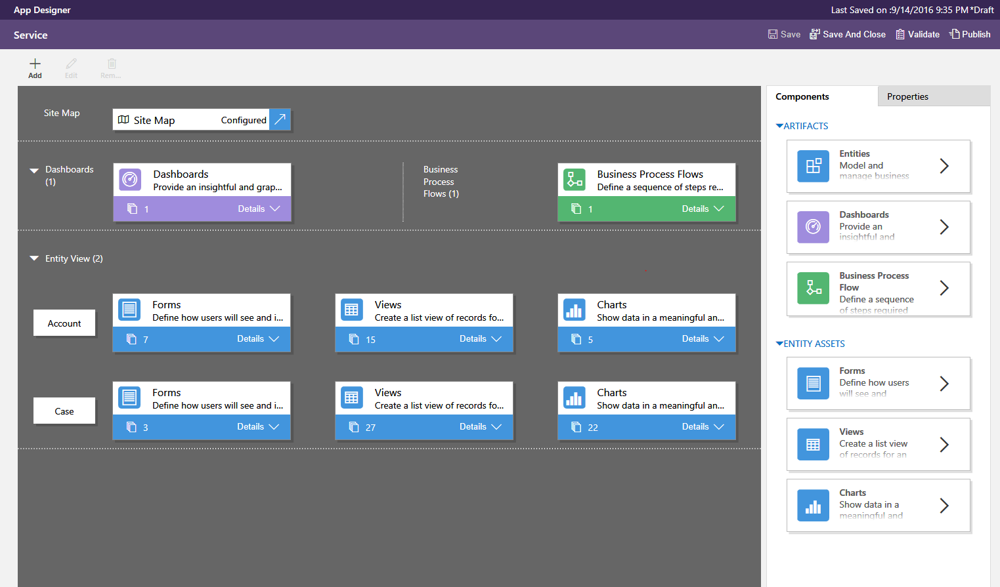 App Designer
Last Saved on :9/14/2016 9:35 PM *Draft
Service
Save
Save And Close
Validate
Publish
Add
Edit
Rem...
Site Map
Site Map
Configured
Dashboards
(1)
Dashboards
Provide an insightful and grap...
1
Details
Business
Process
Flows (1)
Business Process Flows
Define a sequence of steps re...
1
Details
Entity View (2)
Account
Forms
Define how users will see and i...
7
Details
Views
Create a list view of records fo...
15
Details
Charts
Show data in a meaningful an...
5
Details
Case
Forms
Define how users will see and i...
3
Details
Views
Create a list view of records fo...
27
Details
Charts
Show data in a meaningful an...
22
Details
Components
Properties
ARTIFACTS
Entities
Model and
manage business
Dashboards
Provide an
insightful and
Business Process
Flow
Define a sequence
of steps required
ENTITY ASSETS
Forms
Define how users
will see and
Views
Create a list view
of records for an
Charts
Show data in a
meaningful and